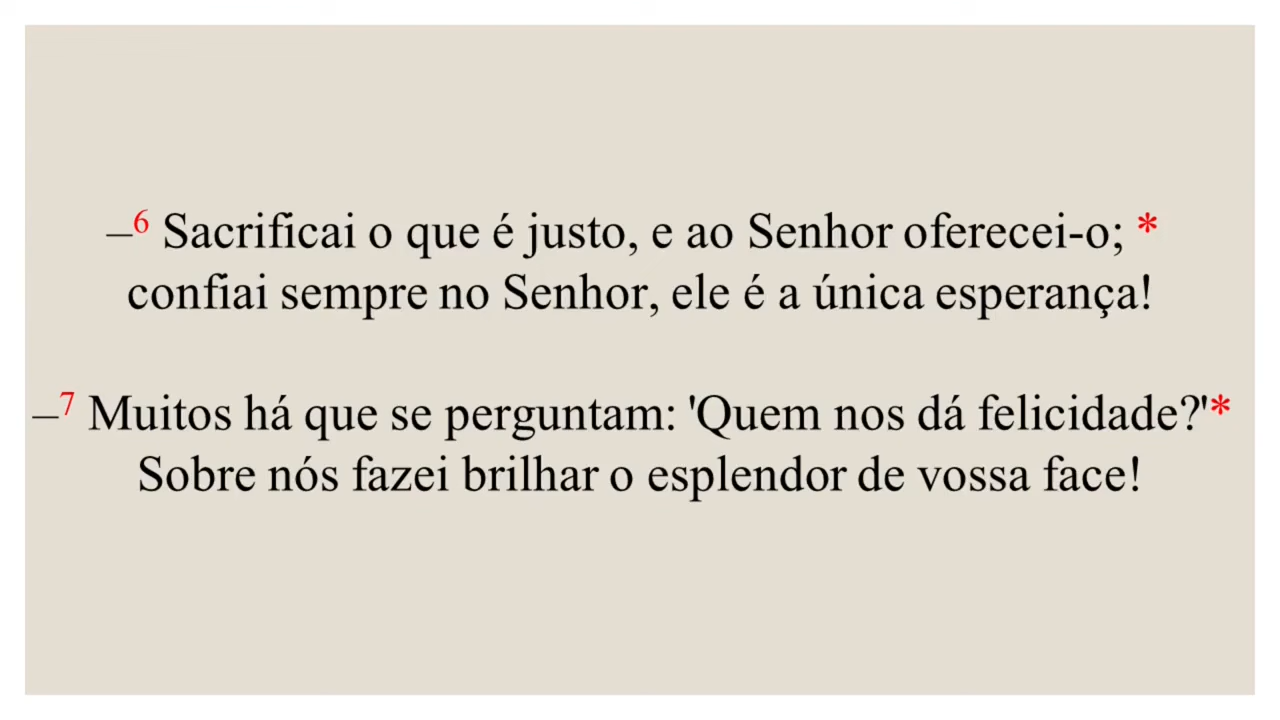 –6 Sacrificai o que é justo, e ao Senhor oferecei-o; *
confiai sempre no Senhor, ele é a única esperança!
–7 Muitos há que se perguntam: 'Quem nos dá felicidade?'*
Sobre nós fazei brilhar o esplendor de vossa face!